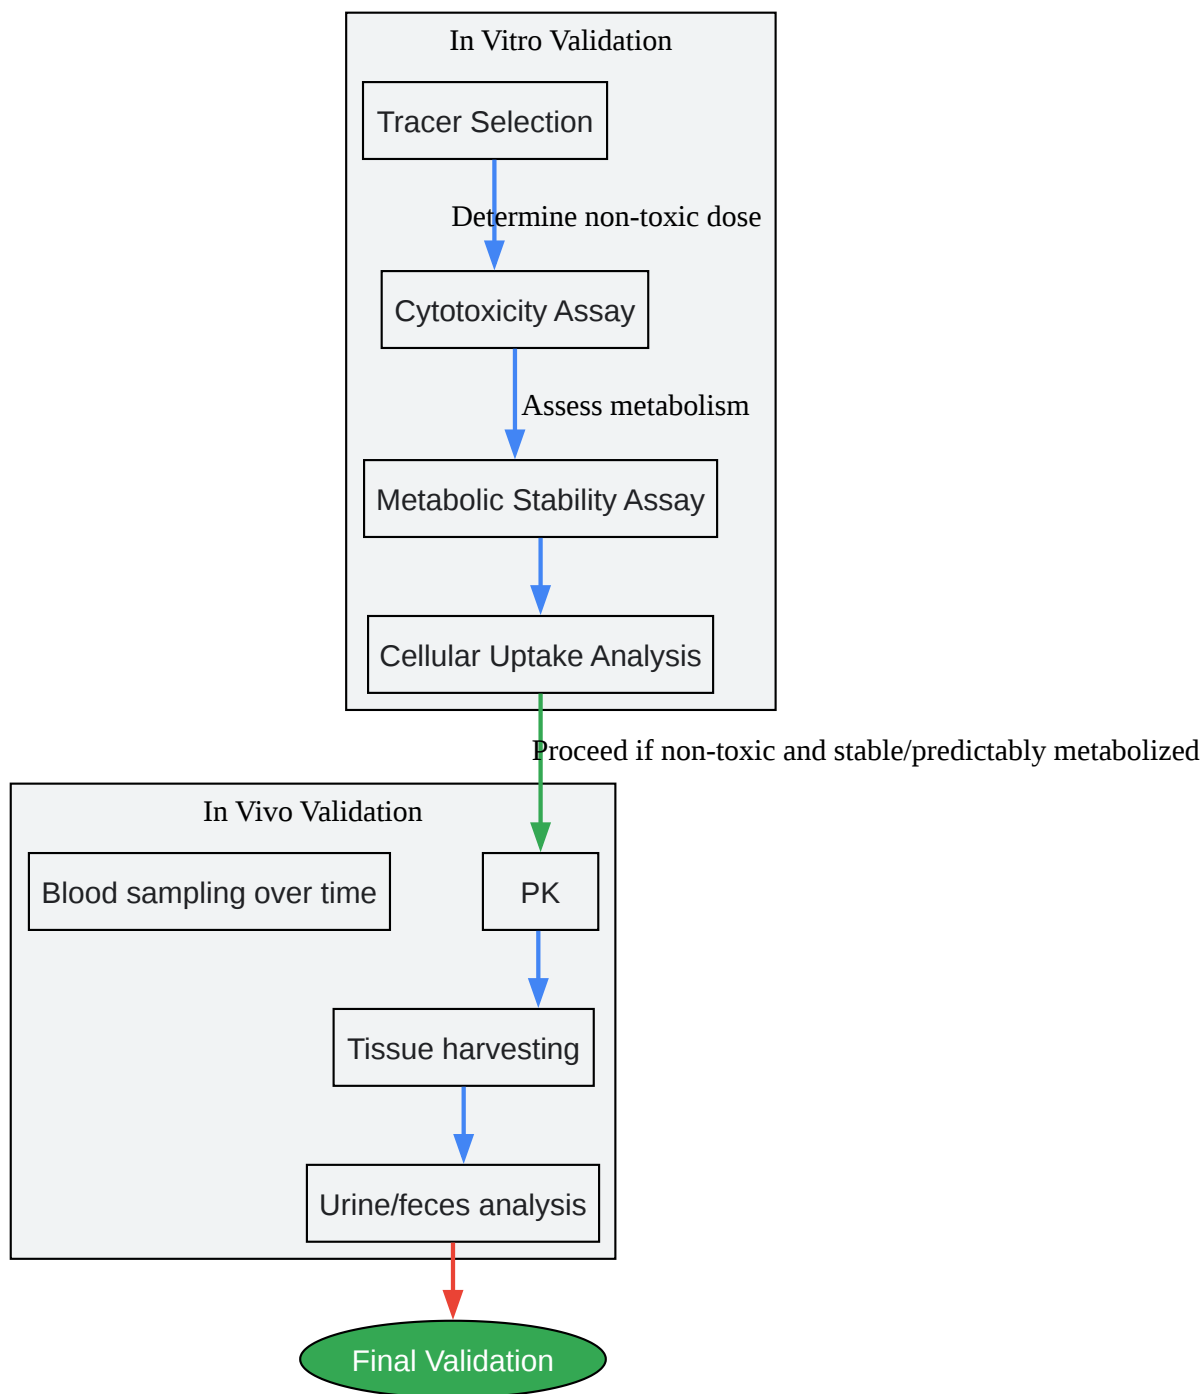 In Vitro Validation
Tracer Selection
Determine non-toxic dose
Cytotoxicity Assay
Assess metabolism
Metabolic Stability Assay
Cellular Uptake Analysis
Proceed if non-toxic and stable/predictably metabolized
In Vivo Validation
Blood sampling over time
PK
Tissue harvesting
Urine/feces analysis
Final Validation